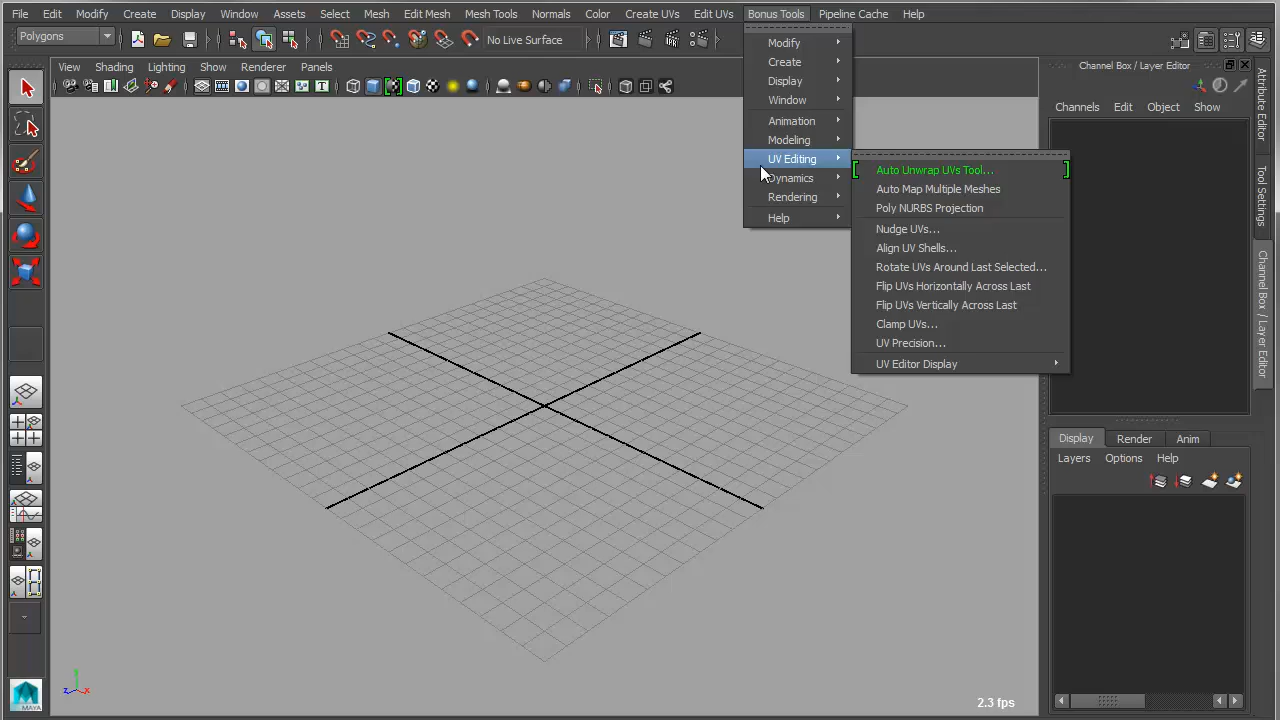 File Edit Modify Create Display Window Assets Select Mesh Edit Mesh Mesh Tools Normals Color Create UVs Edit UVs Bonus Tools Pipeline Cache Help
Polygons
No Live Surface
View Shading Lighting Show Renderer Panels
Modify
Create
Display
Window
Animation
Modeling
UV Editing
Dynamics
Rendering
Help
Auto Unwrap UVs Tool...
Auto Map Multiple Meshes
Poly NURBS Projection
Nudge UVs...
Align UV Shells...
Rotate UVs Around Last Selected...
Flip UVs Horizontally Across Last
Flip UVs Vertically Across Last
Clamp UVs...
UV Precision...
UV Editor Display
Channel Box / Layer Editor
Channels Edit Object Show
Attribute Editor
Tool Settings
Channel Box / Layer Editor
Display Render Anim
Layers Options Help
y
z x
2.3 fps
MAYA